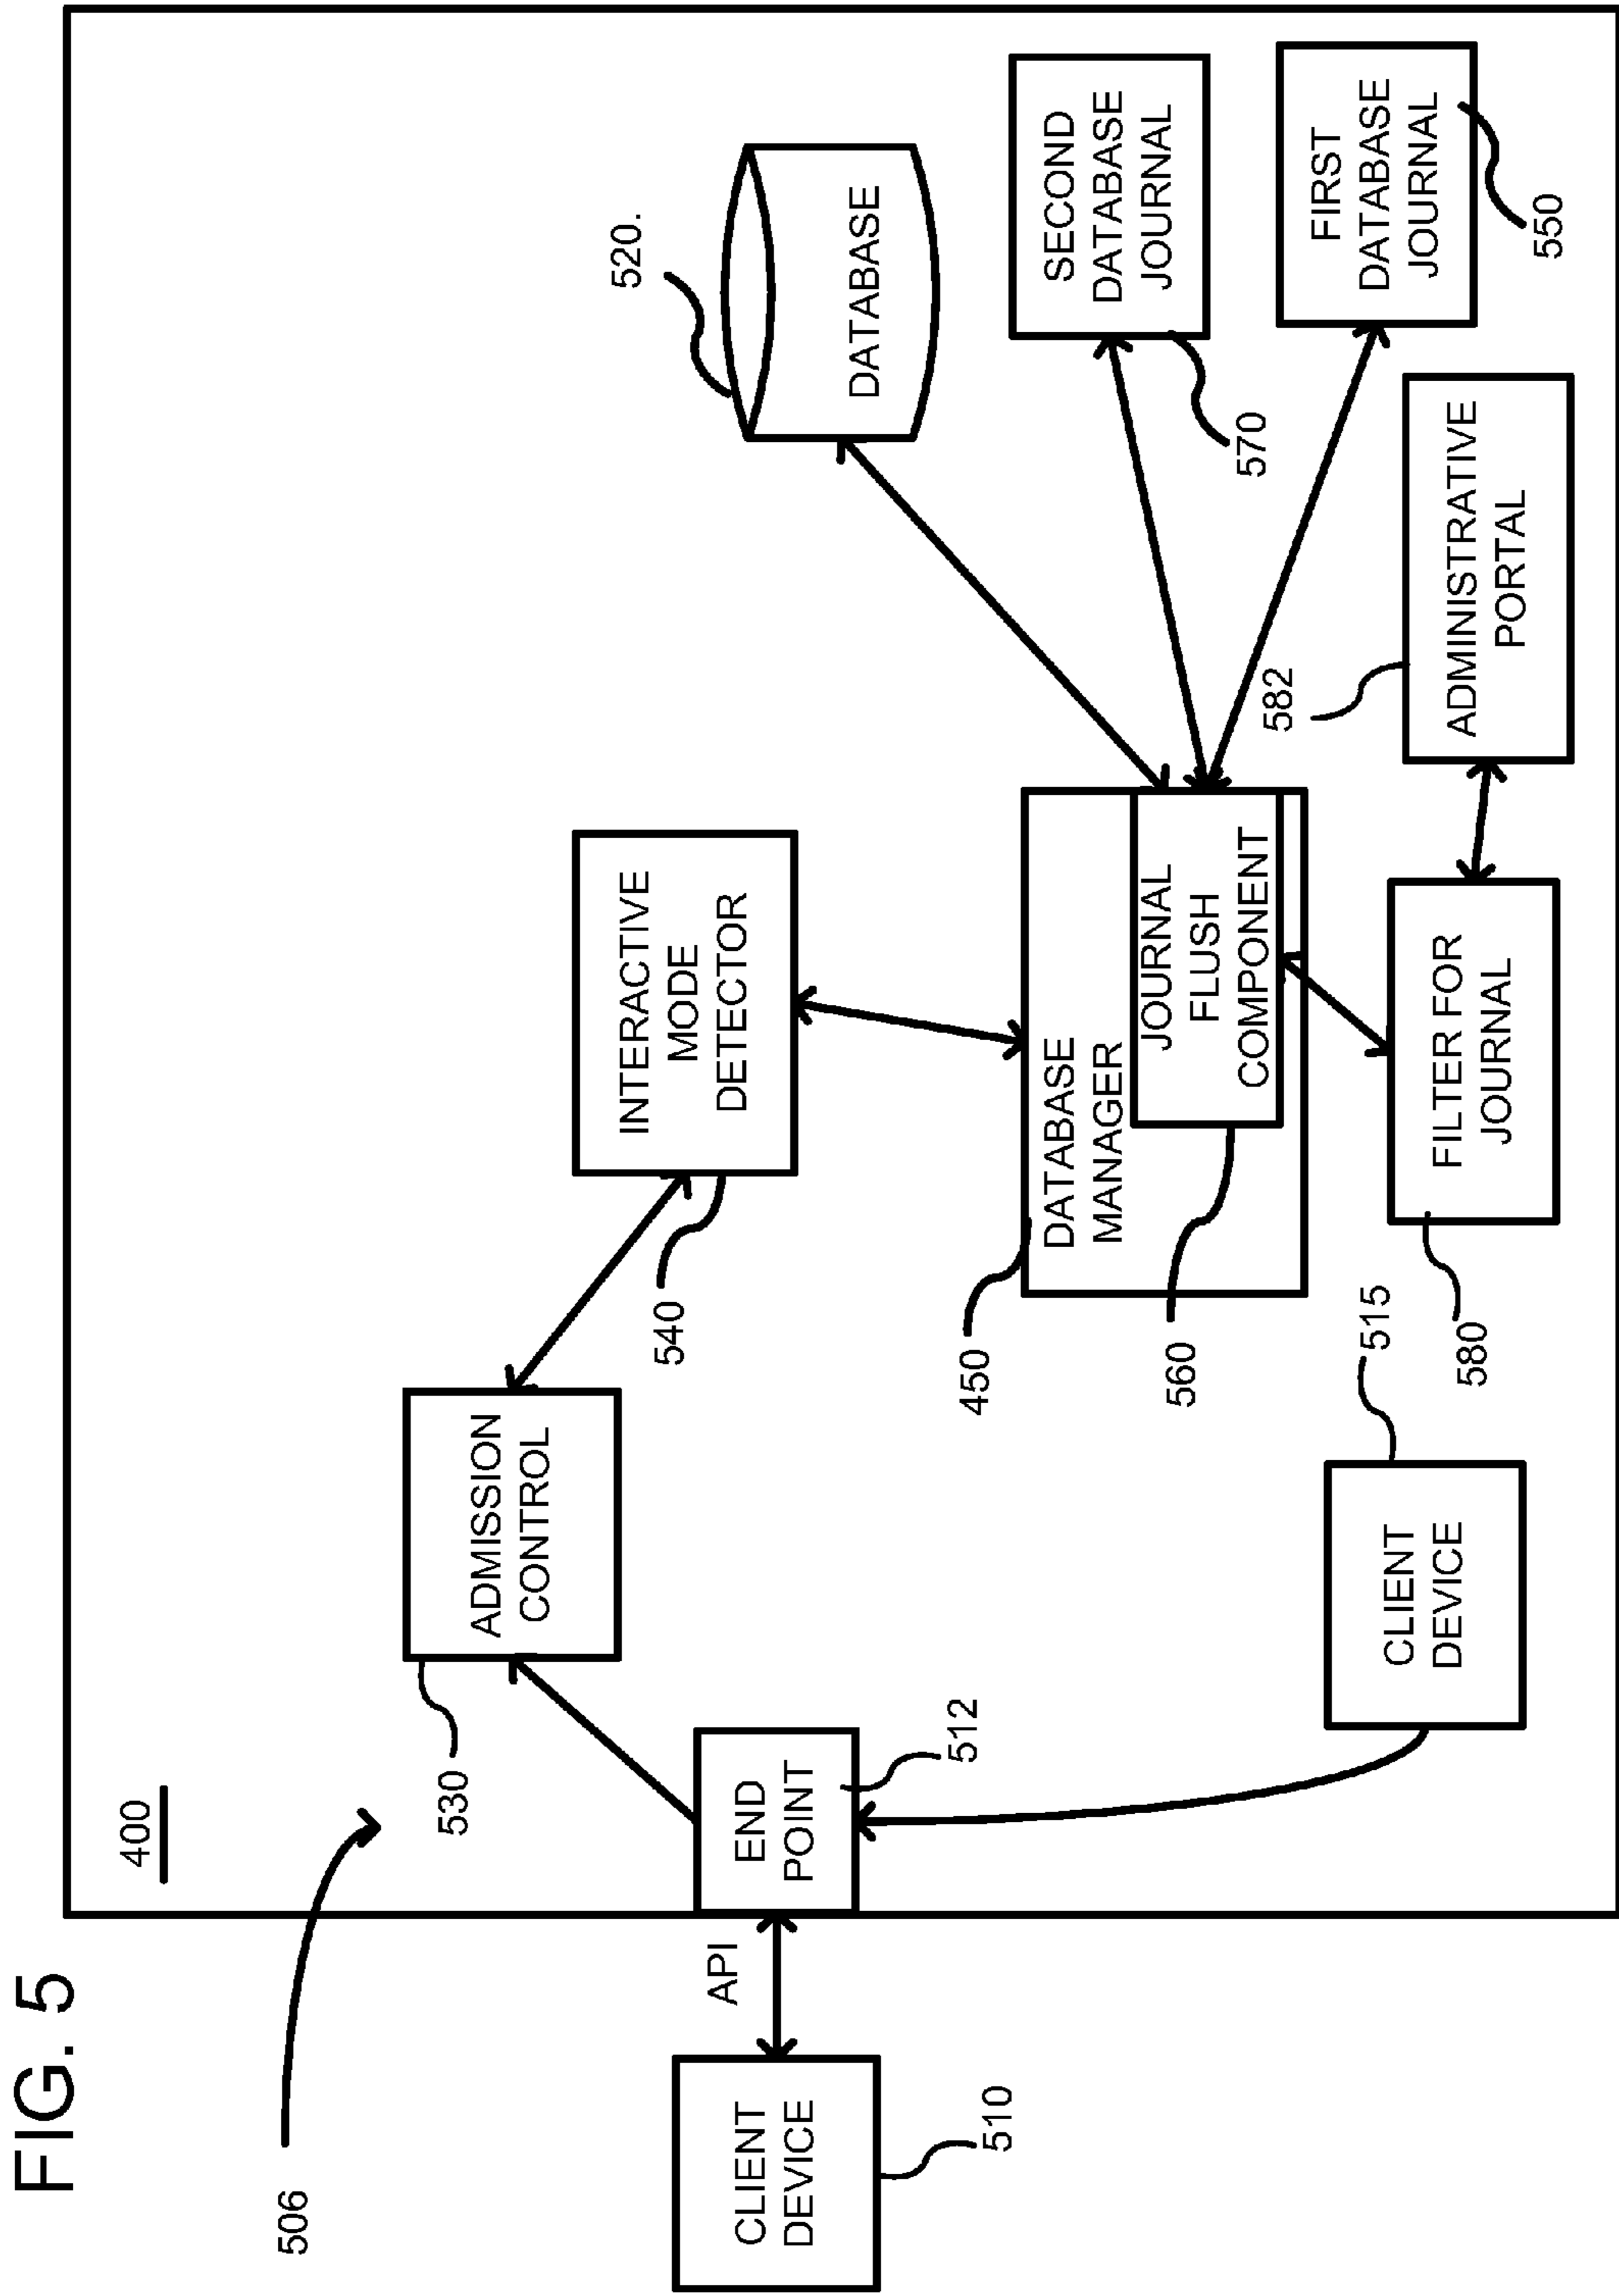 FIG. 5
506
400
CLIENT
DEVICE
510
API
END
POINT
512
530
ADMISSION
CONTROL
CLIENT
DEVICE
515
540
INTERACTIVE
MODE
DETECTOR
450
DATABASE
MANAGER
560
JOURNAL
FLUSH
COMPONENT
580
FILTER FOR
JOURNAL
582
ADMINISTRATIVE
PORTAL
520.
DATABASE
570
SECOND
DATABASE
JOURNAL
FIRST
DATABASE
JOURNAL
550